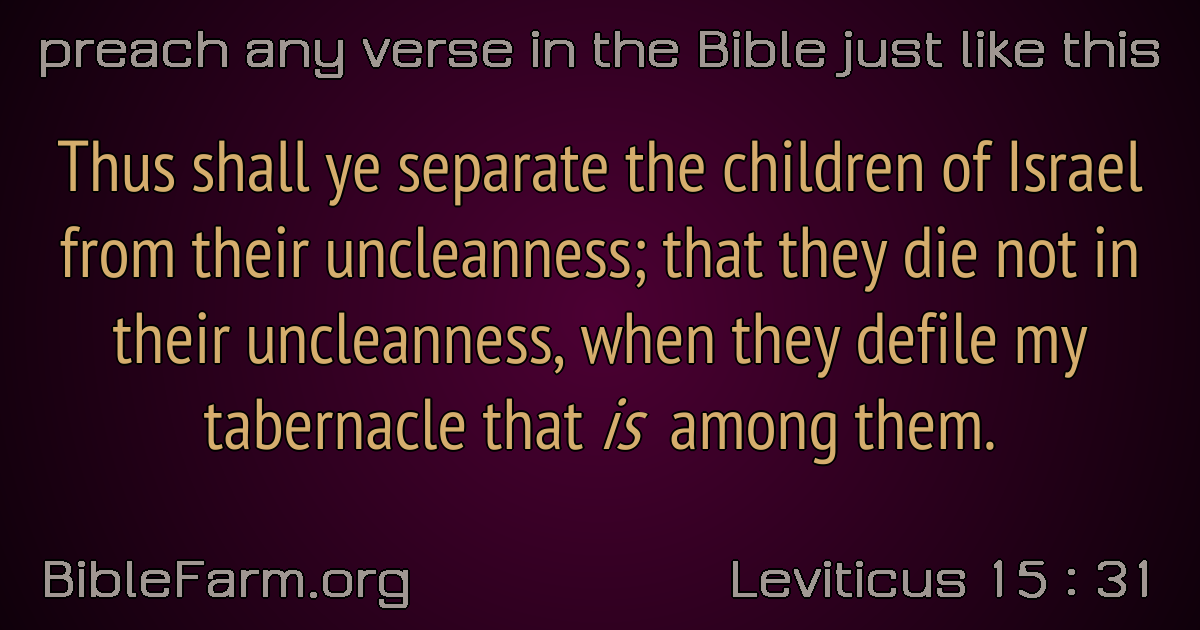 preach any verse in the Bible just like this
Thus shall ye separate the children of Israel
from their uncleanness; that they die not in
their uncleanness, when they defile my
tabernacle that is among them.
BibleFarm.org
Leviticus 15 : 31